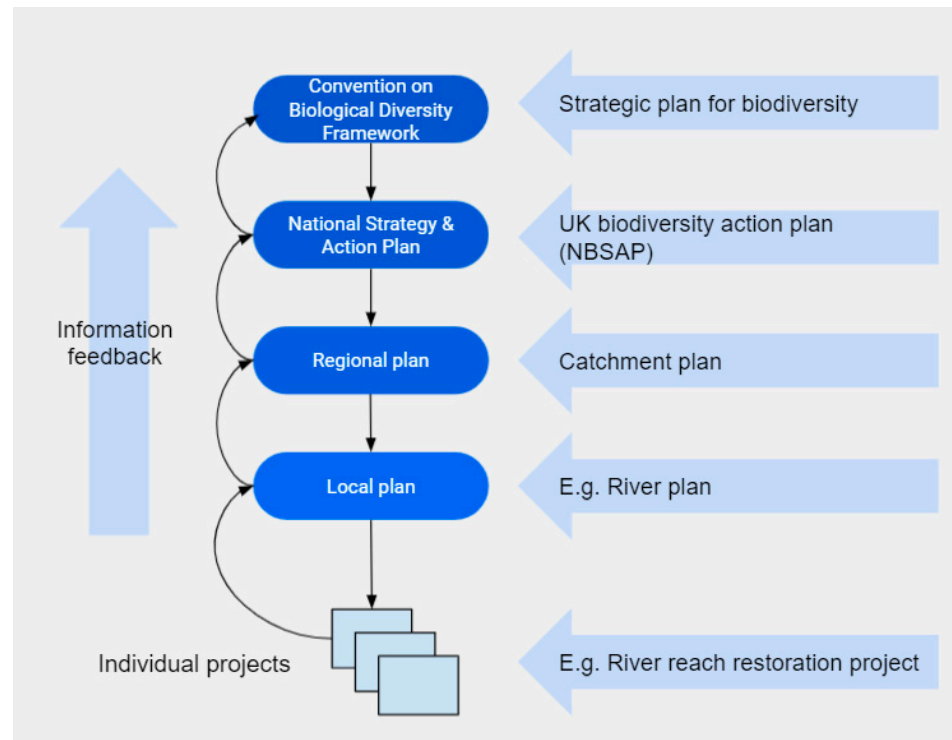 Convention on
Biological Diversity
Framework
Strategic plan for biodiversity
National Strategy &
Action Plan
UK biodiversity action plan
(NBSAP)
Information
feedback
Regional plan
Catchment plan
Local plan
E.g. River plan
Individual projects
E.g. River reach restoration project